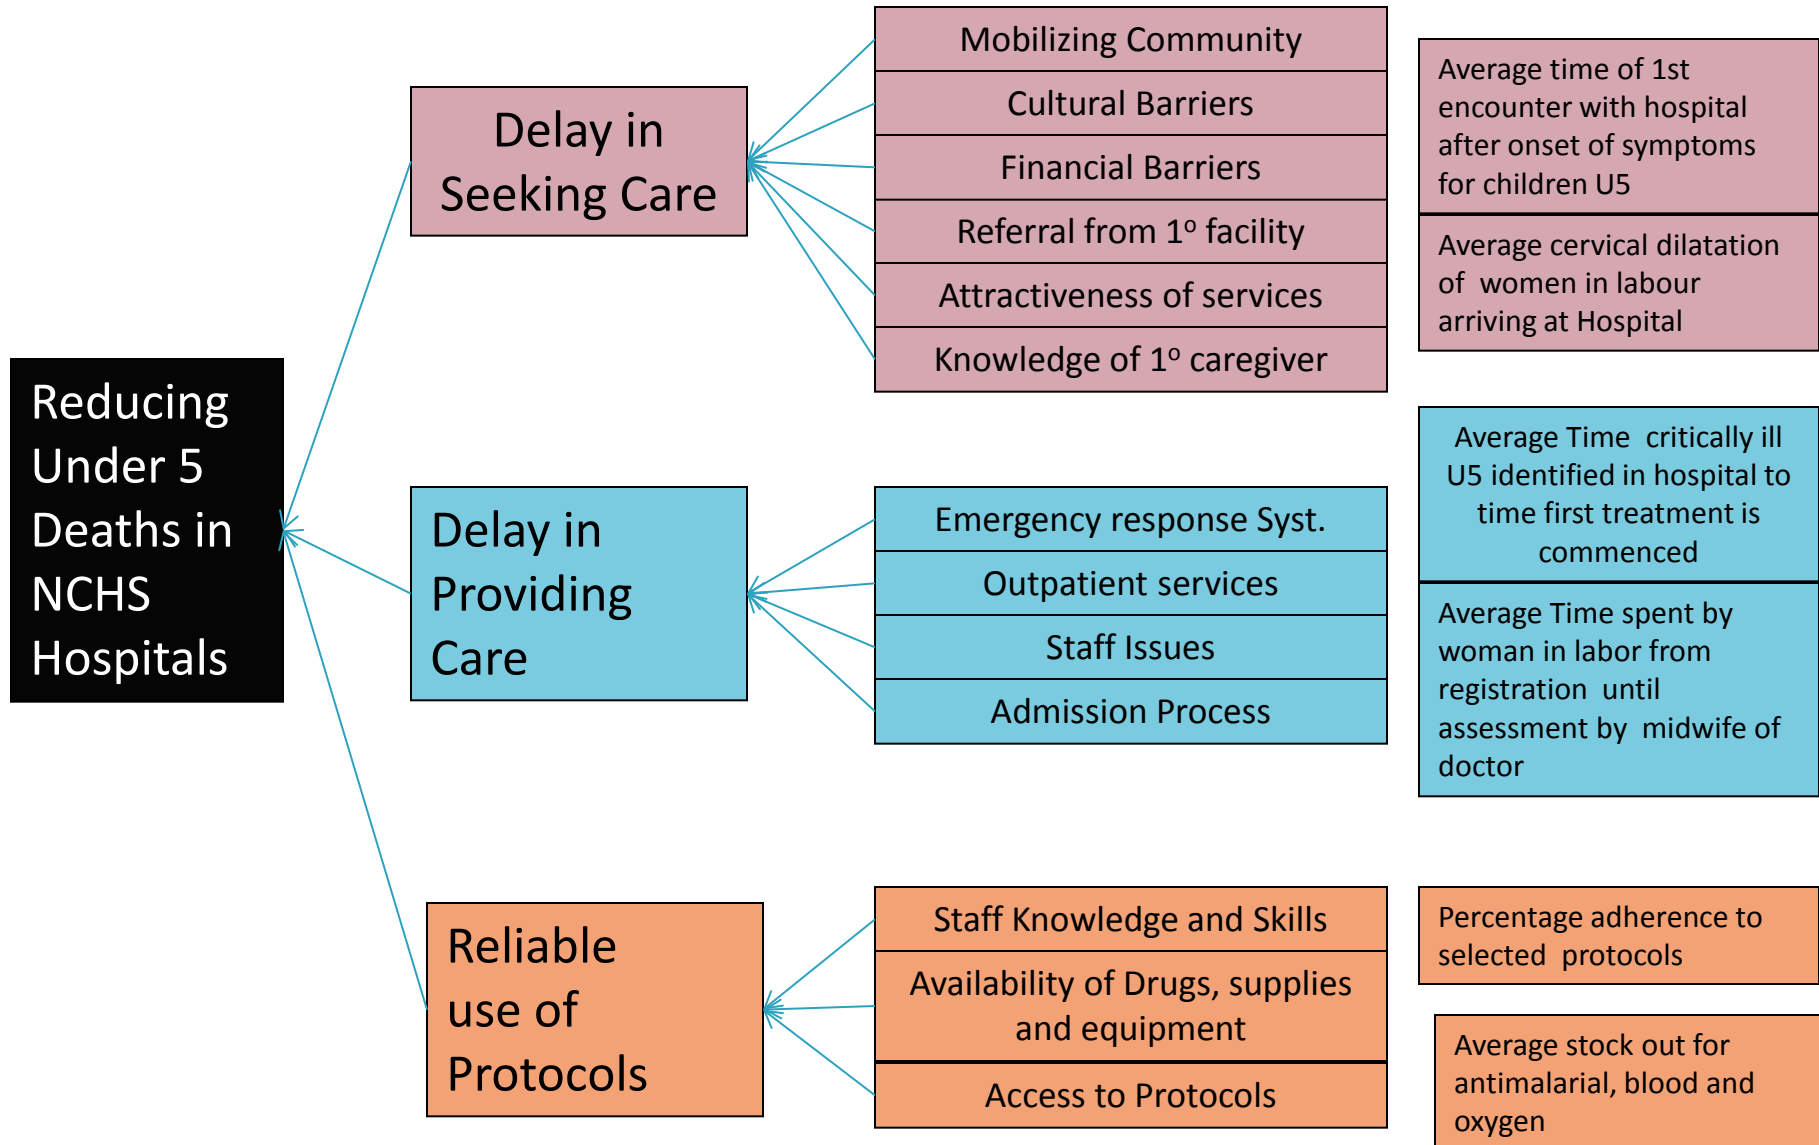 Reducing
Under 5
Deaths in
NCHS
Hospitals
Delay in
Seeking Care
Mobilizing Community
Cultural Barriers
Financial Barriers
Referral from 1º facility
Attractiveness of services
Knowledge of 1º caregiver
Average time of 1st
encounter with hospital
after onset of symptoms
for children U5
Average cervical dilatation
of women in labour
arriving at Hospital
Delay in
Providing
Care
Emergency response Syst.
Outpatient services
Staff Issues
Admission Process
Average Time critically ill
U5 identified in hospital to
time first treatment is
commenced
Average Time spent by
woman in labor from
registration until
assessment by midwife of
doctor
Reliable
use of
Protocols
Staff Knowledge and Skills
Availability of Drugs, supplies
and equipment
Access to Protocols
Percentage adherence to
selected protocols
Average stock out for
antimalarial, blood and
oxygen